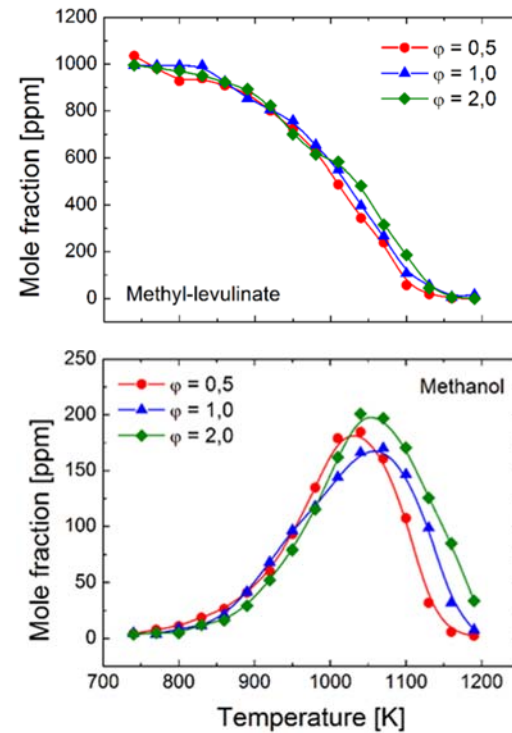 1200
1000
800
600
400
200
0
Mole fraction [ppm]
φ = 0,5
φ = 1,0
φ = 2,0
Methyl-levulinate
250
200
150
100
50
0
Mole fraction [ppm]
φ = 0,5
φ = 1,0
φ = 2,0
Methanol
700 800 900 1000 1100 1200
Temperature [K]